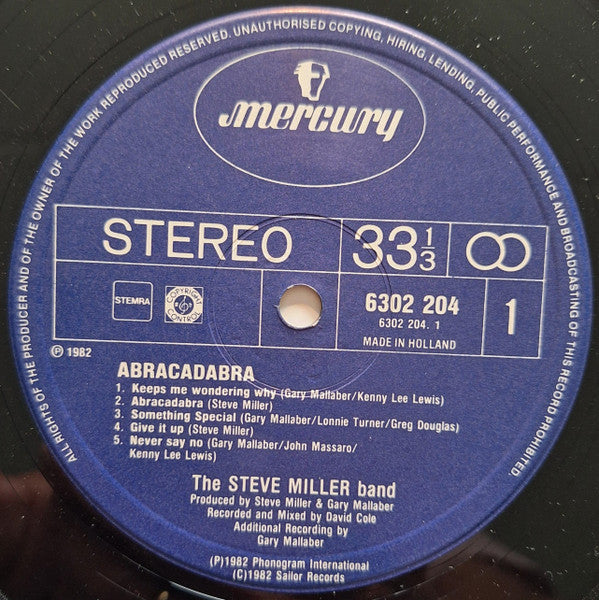 ALL RIGHTS OF THE PRODUCER AND OF THE OWNER OF THE WORK REPRODUCED RESERVED. UNAUTHORISED COPYING, HIRING, LENDING, PUBLIC PERFORMANCE AND BROADCASTING OF THIS RECORD PROHIBITED.
mercury
STEREO
33 1/3
STEMRA
COPYRIGHT CONTROL
6302 204
6302 204. 1
MADE IN HOLLAND
1
Ⓟ 1982
ABRACADABRA
1. Keeps me wondering why (Gary Mallaber/Kenny Lee Lewis)
2. Abracadabra (Steve Miller)
3. Something Special (Gary Mallaber/Lonnie Turner/Greg Douglas)
4. Give it up (Steve Miller)
5. Never say no (Gary Mallaber/John Massaro/
Kenny Lee Lewis)
The STEVE MILLER band
Produced by Steve Miller & Gary Mallaber
Recorded and Mixed by David Cole
Additional Recording by
Gary Mallaber
(P)1982 Phonogram International
(C)1982 Sailor Records